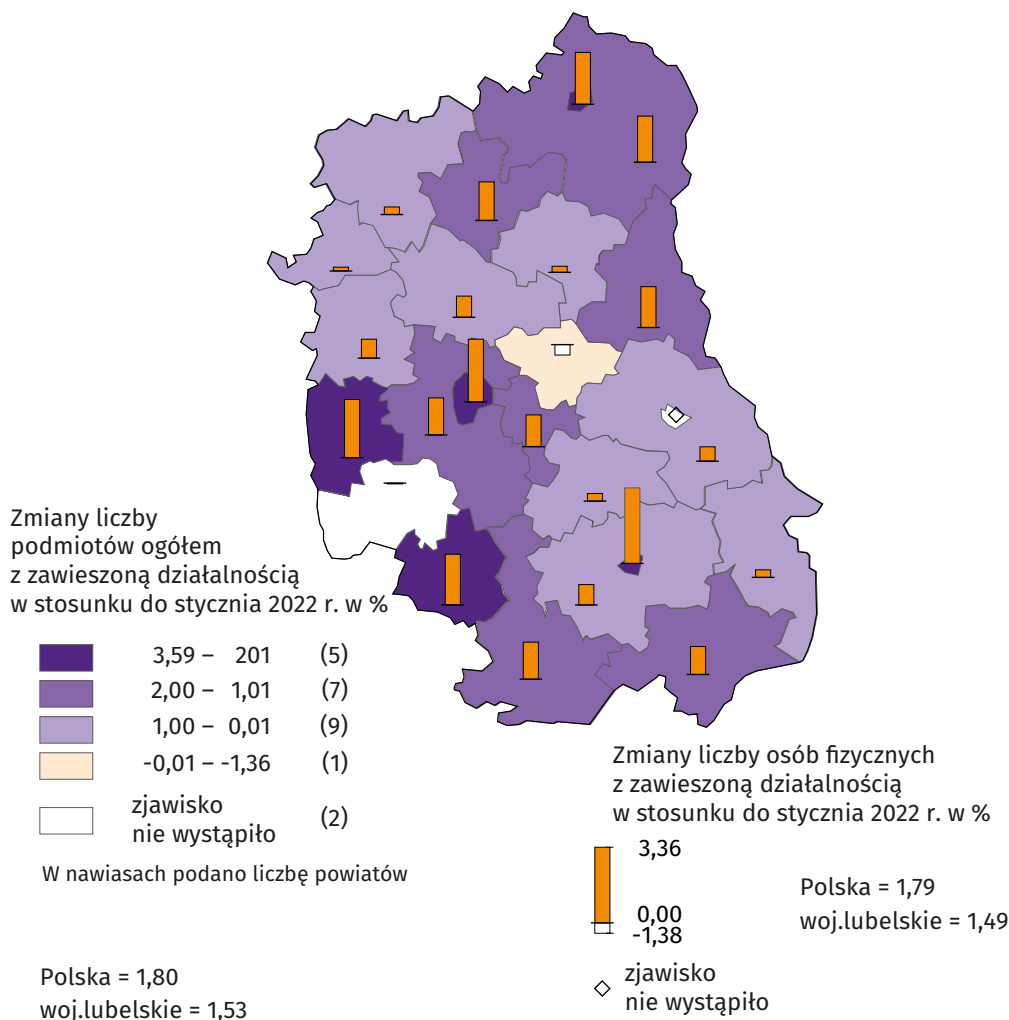 Zmiany liczby
podmiotów ogółem
z zawieszoną działalnością
w stosunku do stycznia 2022 r. w %
3,59 – 201 (5)
2,00 – 1,01 (7)
1,00 – 0,01 (9)
-0,01 – -1,36 (1)
zjawisko
nie wystąpiło (2)
W nawiasach podano liczbę powiatów
Polska = 1,80
woj.lubelskie = 1,53
Zmiany liczby osób fizycznych
z zawieszoną działalnością
w stosunku do stycznia 2022 r. w %
3,36
0,00
-1,38
zjawisko
nie wystąpiło
Polska = 1,79
woj.lubelskie = 1,49